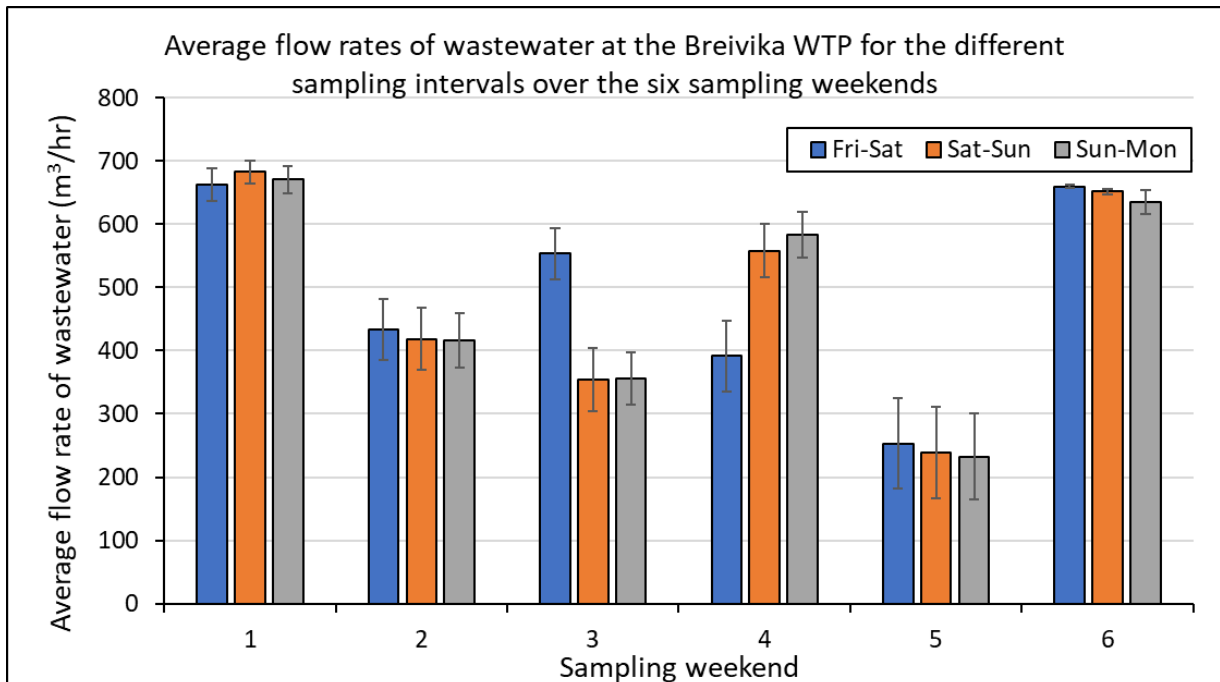 Average flow rates of wastewater at the Breivika WTP for the different
sampling intervals over the six sampling weekends
Average flow rate of wastewater (m³/hr)
800
700
600
500
400
300
200
100
0
Fri-Sat Sat-Sun Sun-Mon
1 2 3 4 5 6
Sampling weekend